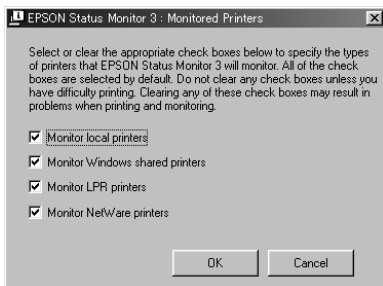 EPSON Status Monitor 3 : Monitored Printers
Select or clear the appropriate check boxes below to specify the types
of printers that EPSON Status Monitor 3 will monitor. All of the check
boxes are selected by default. Do not clear any check boxes unless you
have difficulty printing. Clearing any of these check boxes may result in
problems when printing and monitoring.
Monitor local printers
Monitor Windows shared printers
Monitor LPR printers
Monitor NetWare printers
OK Cancel